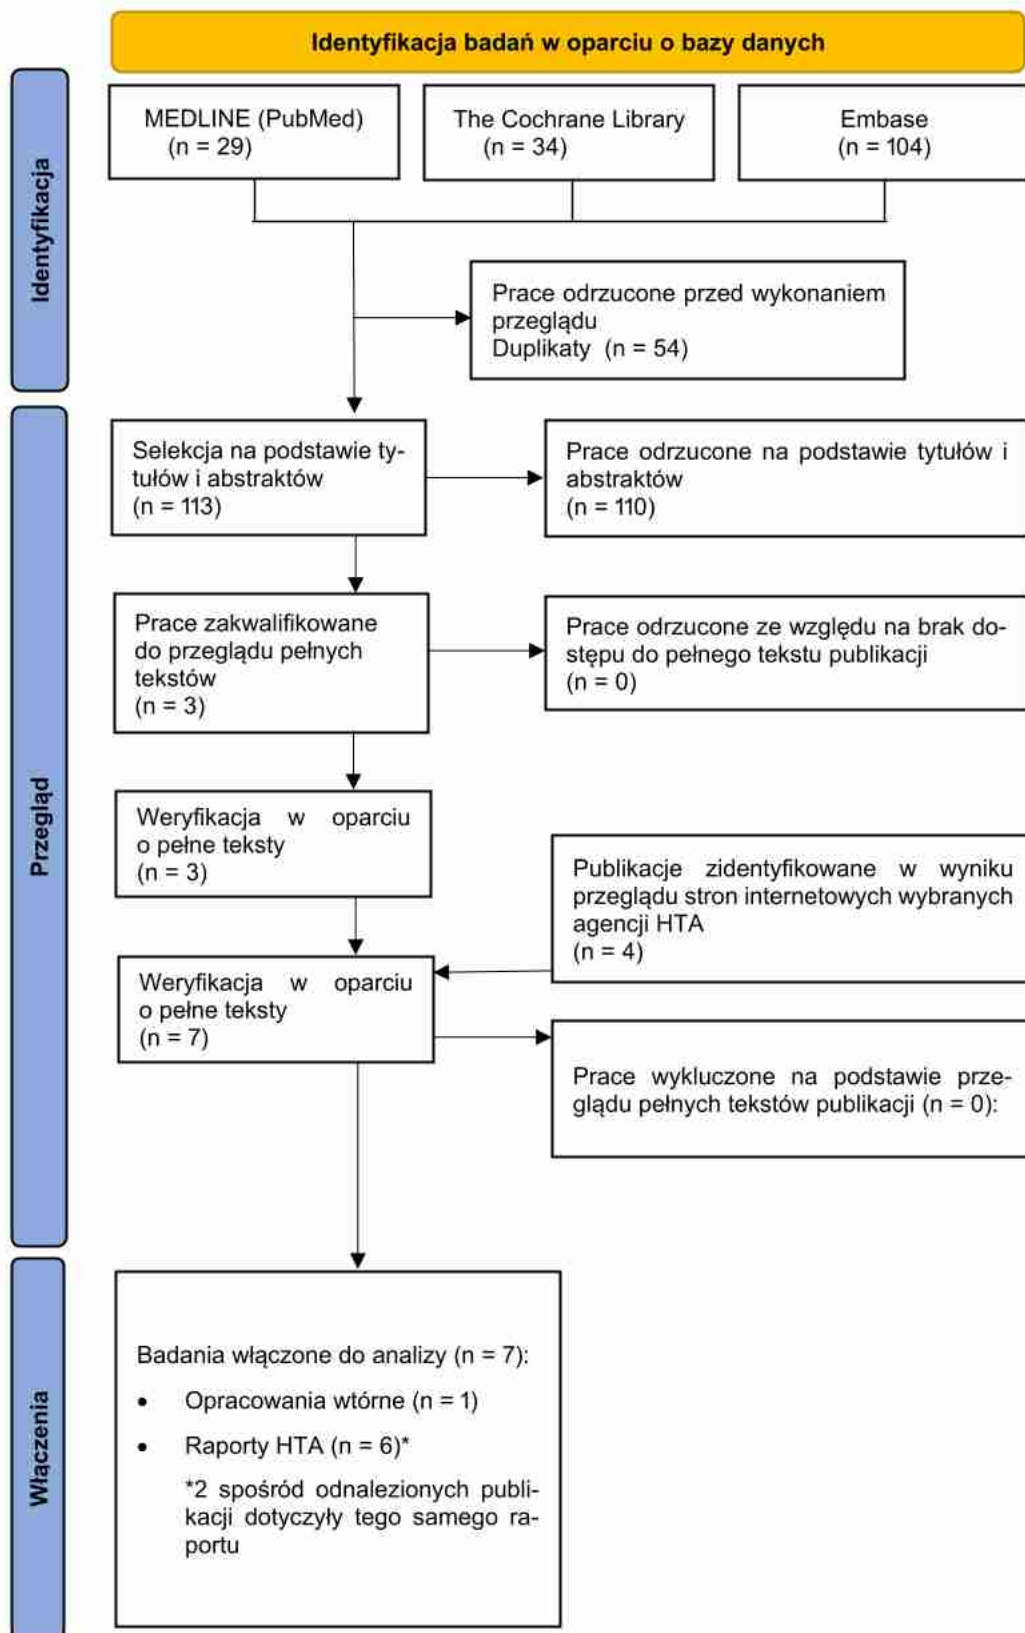 Identyfikacja badań w oparciu o bazy danych
Identyfikacja
MEDLINE (PubMed)
(n = 29)
The Cochrane Library
(n = 34)
Embase
(n = 104)
Prace odrzucone przed wykonaniem
przeglądu
Duplikaty (n = 54)
Przegląd
Selekcja na podstawie ty-
tułów i abstraktów
(n = 113)
Prace odrzucone na podstawie tytułów i
abstraktów
(n = 110)
Prace zakwalifikowane
do przeglądu pełnych
tekstów
(n = 3)
Prace odrzucone ze względu na brak do-
stępu do pełnego tekstu publikacji
(n = 0)
Weryfikacja w oparciu
o pełne teksty
(n = 3)
Publikacje zidentyfikowane w wyniku
przeglądu stron internetowych wybranych
agencji HTA
(n = 4)
Weryfikacja w oparciu
o pełne teksty
(n = 7)
Prace wykluczone na podstawie prze-
glądu pełnych tekstów publikacji (n = 0):
Włączenia
Badania włączone do analizy (n = 7):
• Opracowania wtórne (n = 1)
• Raporty HTA (n = 6)*
*2 spośród odnalezionych publi-
kacji dotyczyły tego samego ra-
portu